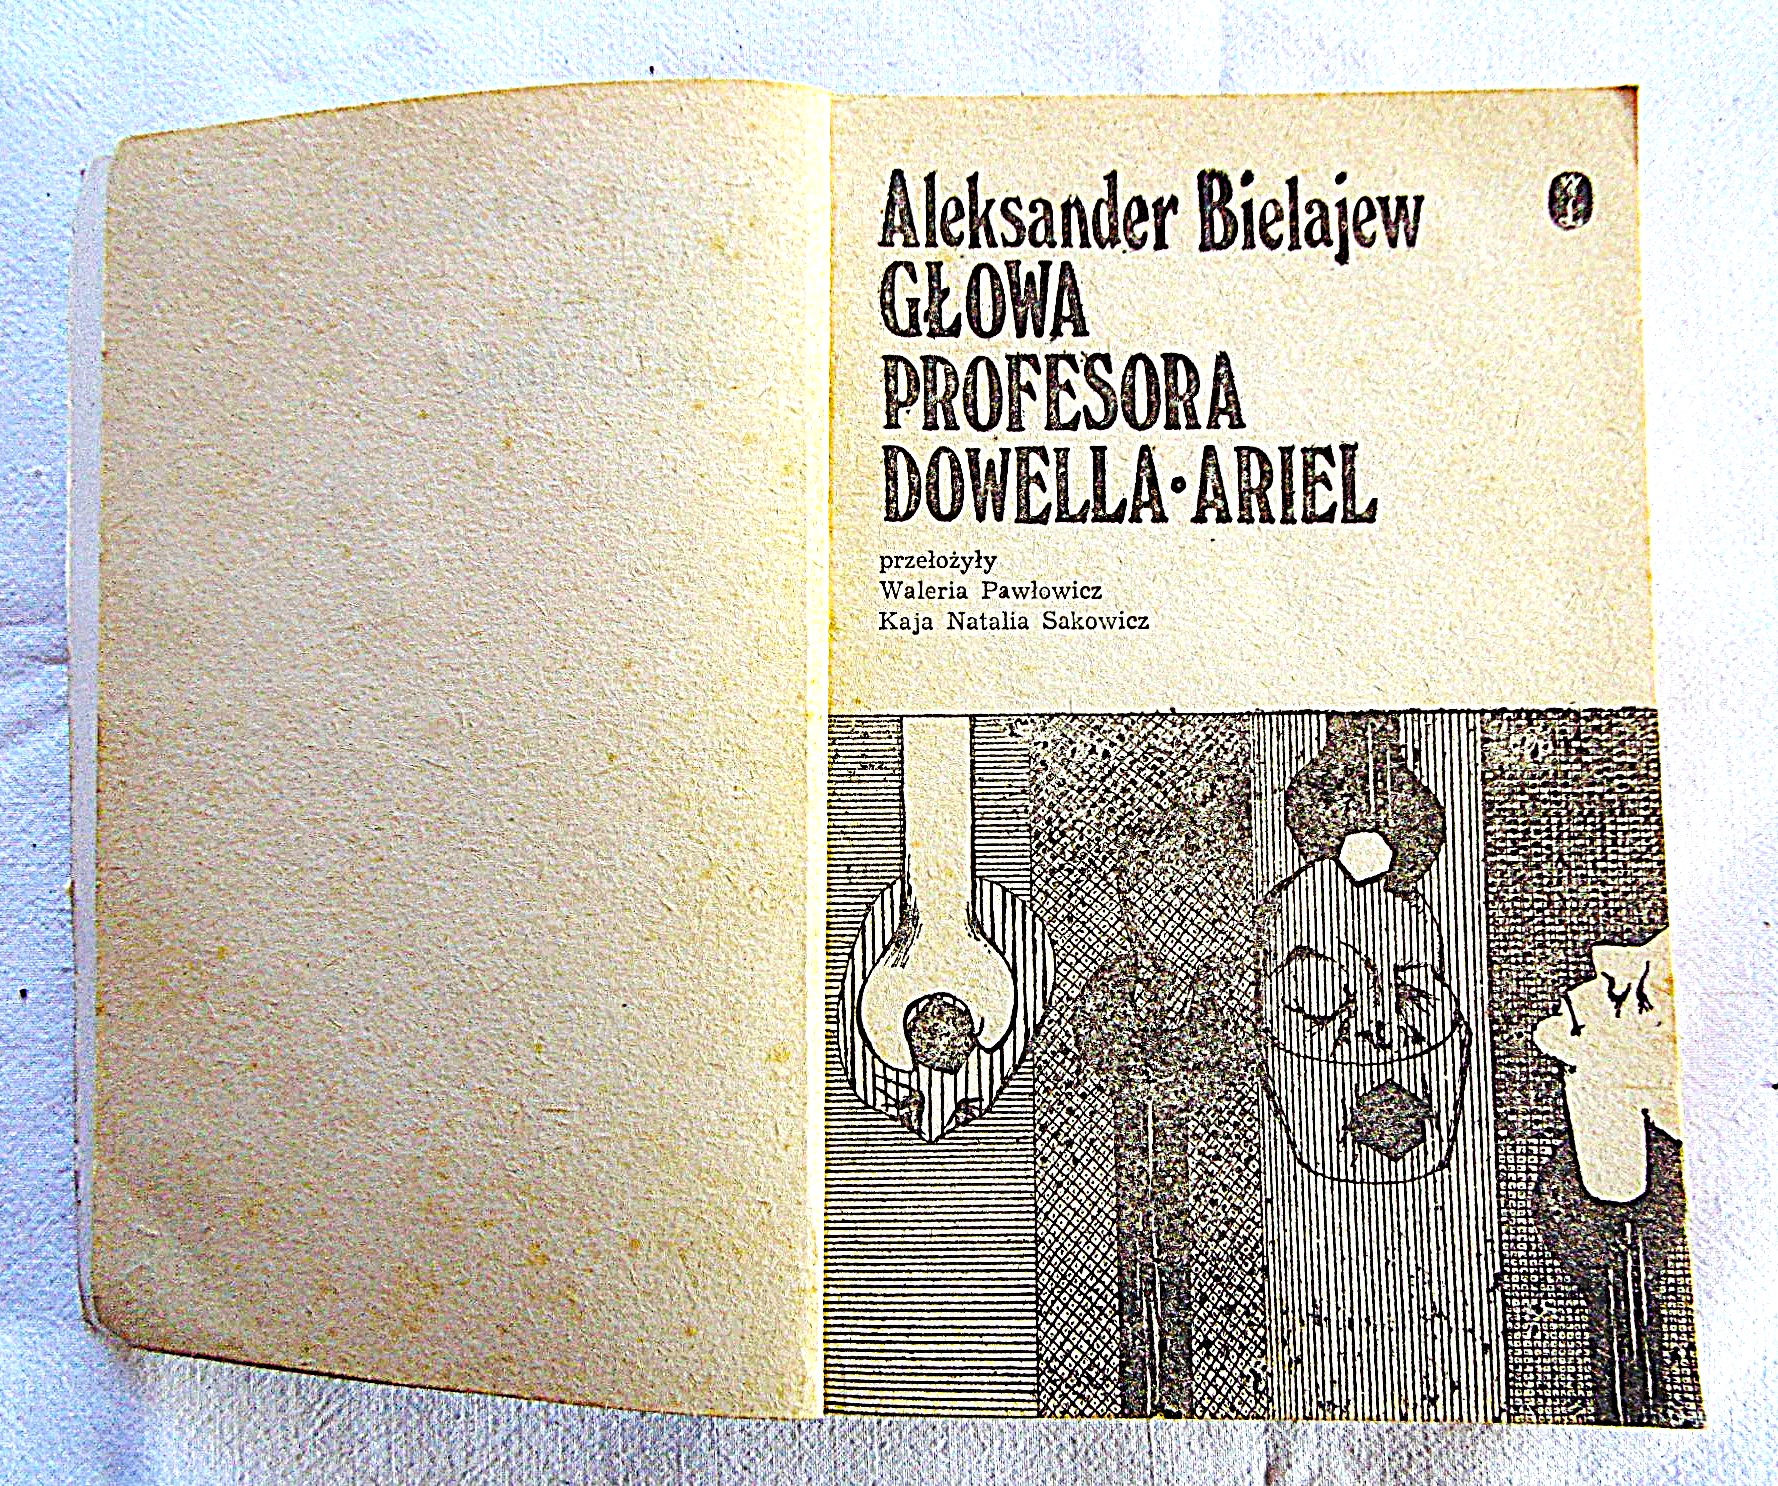 Aleksander Bielajew
GŁOWA
PROFESORA
DOWELLA • ARIEL
przełożyły
Waleria Pawłowicz
Kaja Natalia Sakowicz